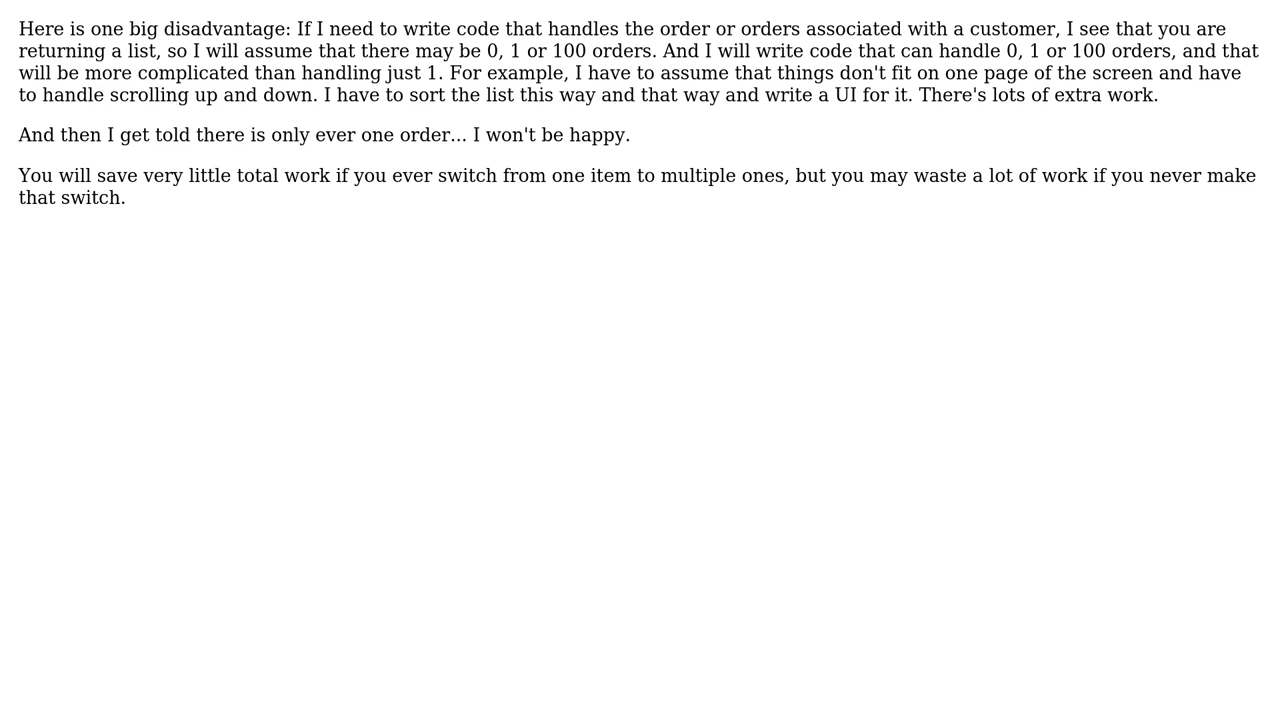 Here is one big disadvantage: If I need to write code that handles the order or orders associated with a customer, I see that you are
returning a list, so I will assume that there may be 0, 1 or 100 orders. And I will write code that can handle 0, 1 or 100 orders, and that
will be more complicated than handling just 1. For example, I have to assume that things don't fit on one page of the screen and have
to handle scrolling up and down. I have to sort the list this way and that way and write a UI for it. There's lots of extra work.
And then I get told there is only ever one order... I won't be happy.
You will save very little total work if you ever switch from one item to multiple ones, but you may waste a lot of work if you never make
that switch.